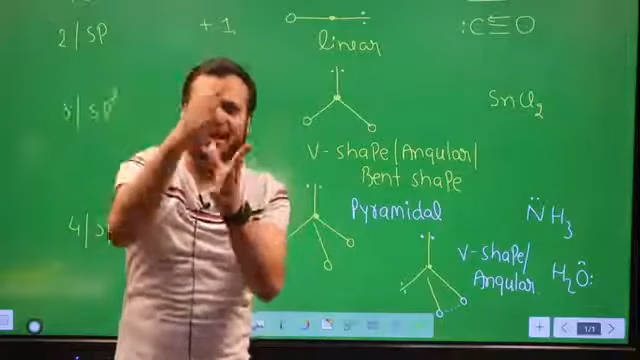 2 | SP
+1
:C≡O
linear
3 | SP²
SnCl₂
V-shape/Angular/
Bent shape
Pyramidal
N̈H₃
4 | S
V-shape/
Angular
H₂Ö:
1/1